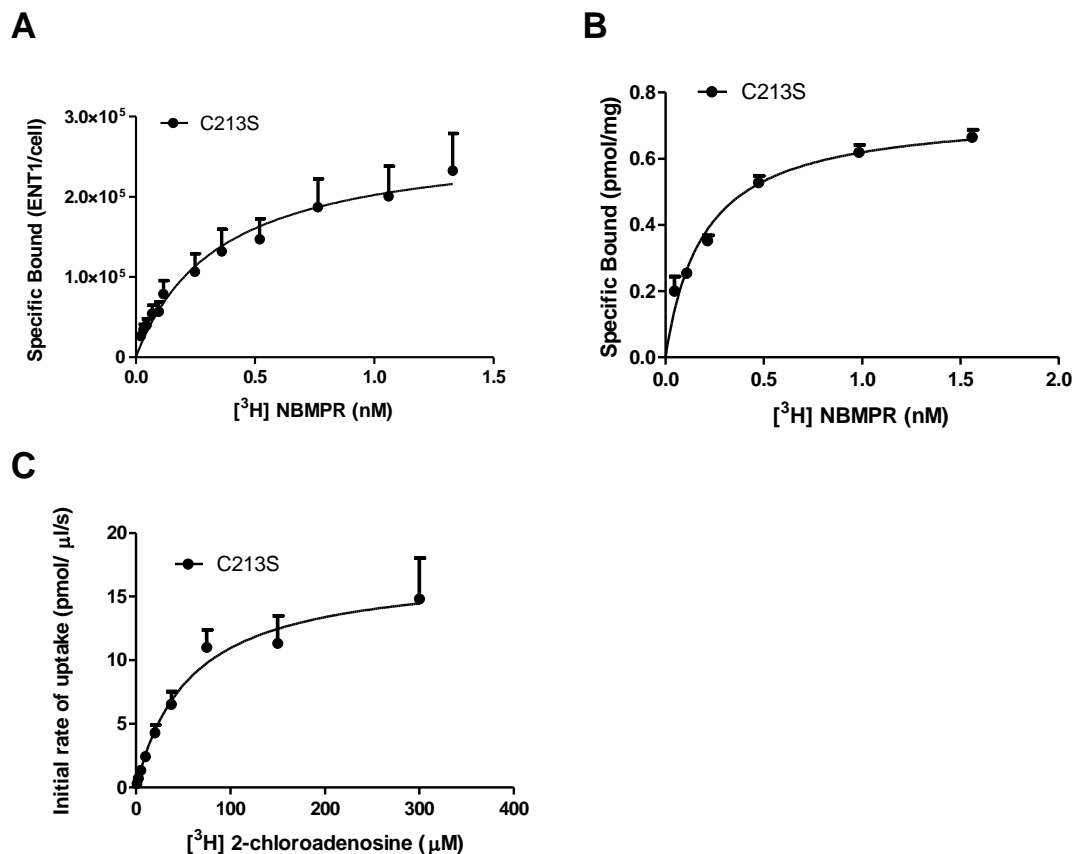 A
C213S
3.0×10⁵
2.0×10⁵
1.0×10⁵
0
Specific Bound (ENT1/cell)
0.0 0.5 1.0 1.5
[³H] NBMPR (nM)
B
C213S
0.8
0.6
0.4
0.2
0.0
Specific Bound (pmol/mg)
0.0 0.5 1.0 1.5 2.0
[³H] NBMPR (nM)
C
C213S
20
15
10
5
0
Initial rate of uptake (pmol/ μl/s)
0 100 200 300 400
[³H] 2-chloroadenosine (μM)